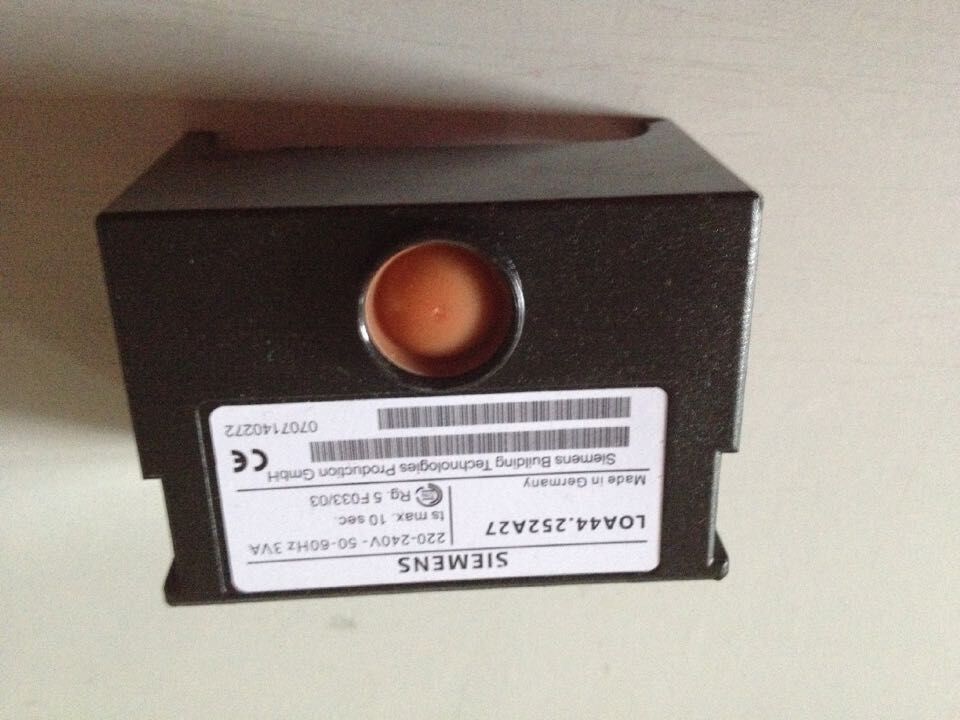 SIEMENS
LOA44.252A27
220-240V~ 50-60Hz 3VA
ts max. 10 sec.
Rg. 5 F033/03
Made in Germany
Siemens Building Technologies Production GmbH
CE
0707140272